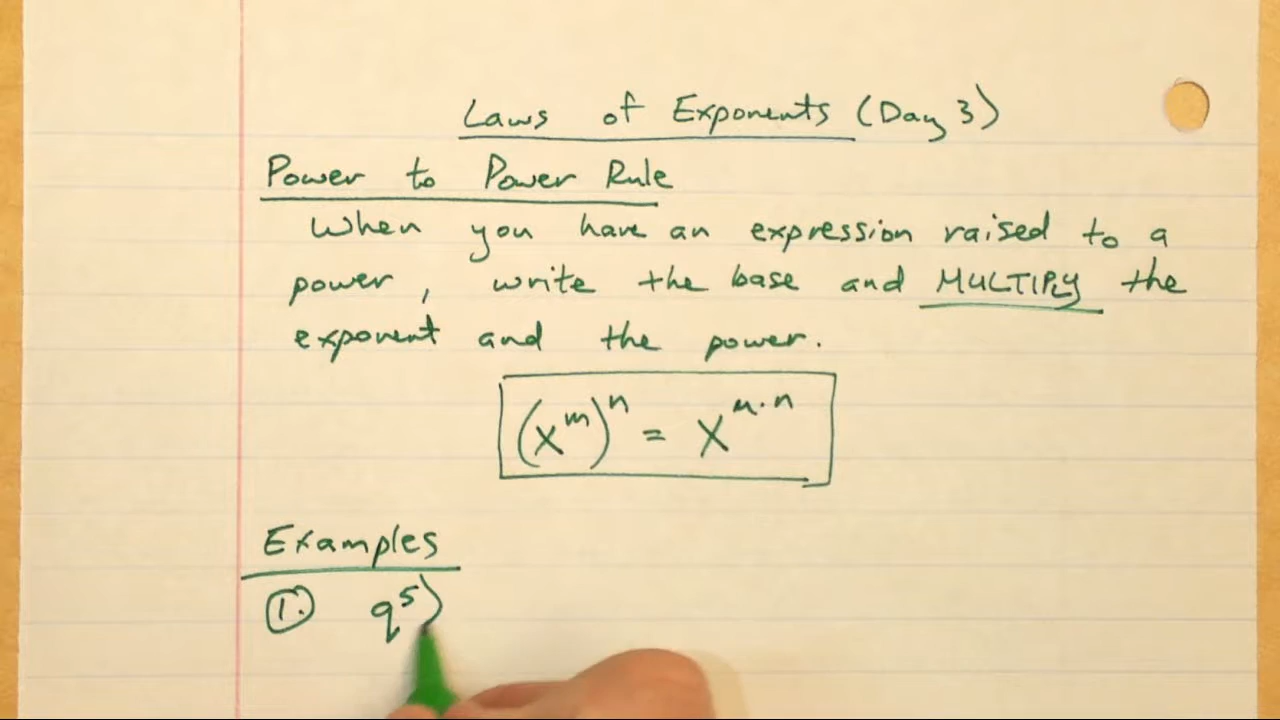 Laws of Exponents (Day 3)
Power to Power Rule
When you have an expression raised to a
power, write the base and MULTIPLY the
exponent and the power.
(x^m)^n = x^{m·n}
Examples
①. q^5)